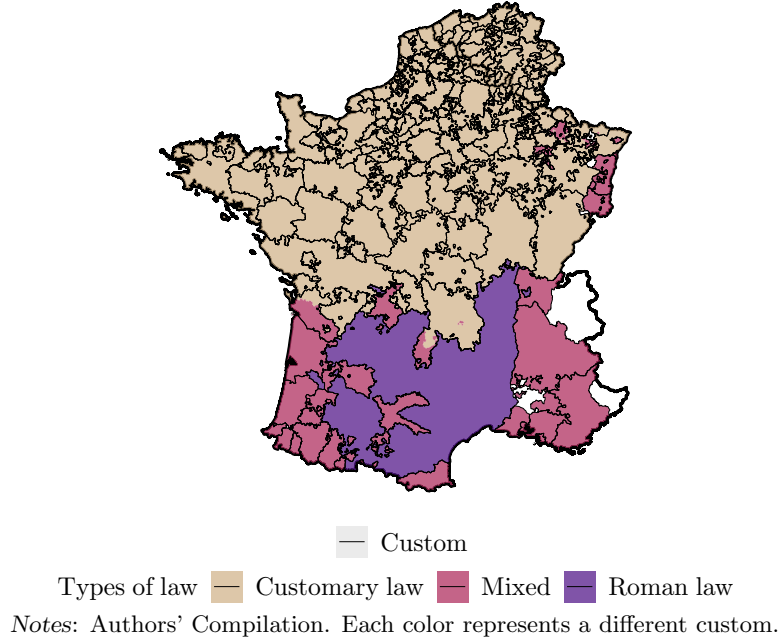 Custom
Types of law Customary law Mixed Roman law
Notes: Authors' Compilation. Each color represents a different custom.